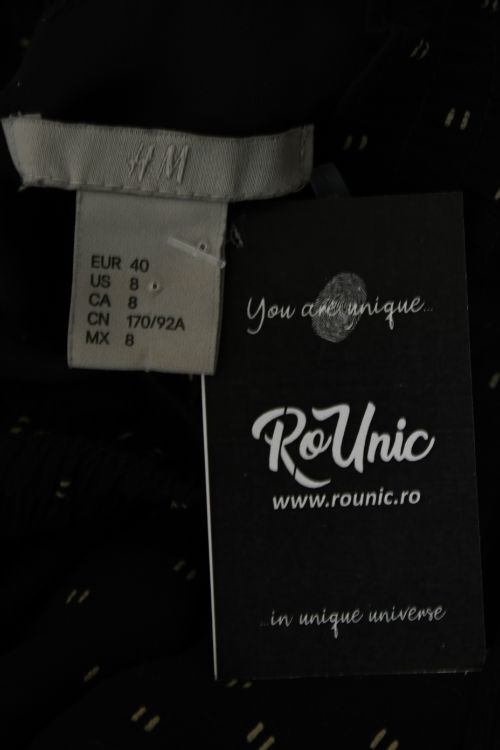 HM
EUR 40
US 8
CA 8
CN 170/92A
MX 8
You are unique...
RoUnic
www.rounic.ro
...in unique universe